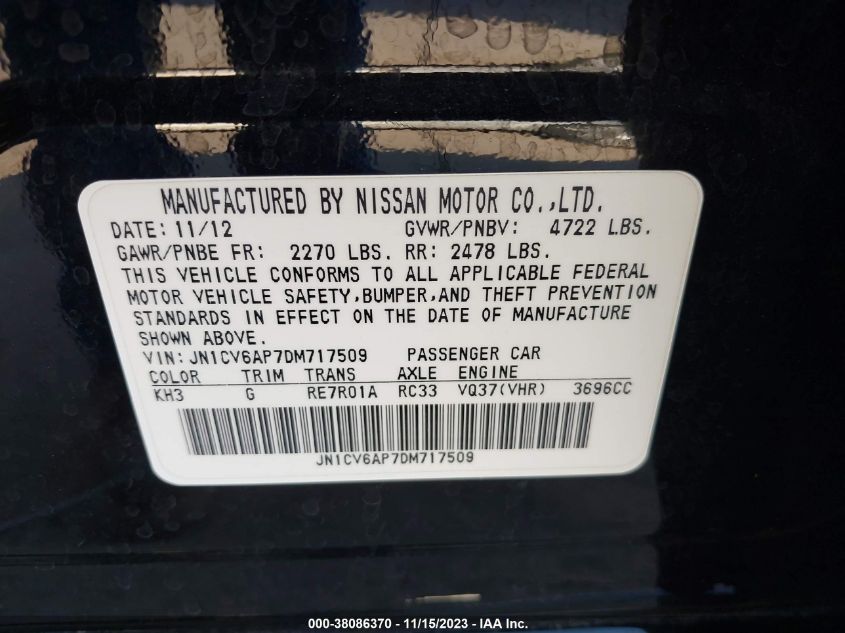 MANUFACTURED BY NISSAN MOTOR CO.,LTD.
DATE: 11/12 GVWR/PNBV: 4722 LBS.
GAWR/PNBE FR: 2270 LBS. RR: 2478 LBS.
THIS VEHICLE CONFORMS TO ALL APPLICABLE FEDERAL
MOTOR VEHICLE SAFETY,BUMPER,AND THEFT PREVENTION
STANDARDS IN EFFECT ON THE DATE OF MANUFACTURE
SHOWN ABOVE.
VIN: JN1CV6AP7DM717509 PASSENGER CAR
COLOR TRIM TRANS AXLE ENGINE
KH3 G RE7R01A RC33 VQ37(VHR) 3696CC
JN1CV6AP7DM717509
000-38086370 - 11/15/2023 - IAA Inc.